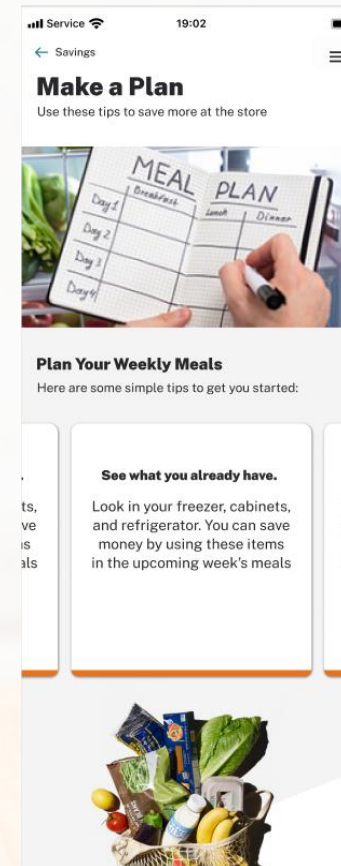 Service
19:02
Savings
Make a Plan
Use these tips to save more at the store
MEAL PLAN
Breakfast Lunch Dinner
Day 1
Day 2
Day 3
Day 4
Plan Your Weekly Meals
Here are some simple tips to get you started:
See what you already have.
Look in your freezer, cabinets,
and refrigerator. You can save
money by using these items
in the upcoming week's meals